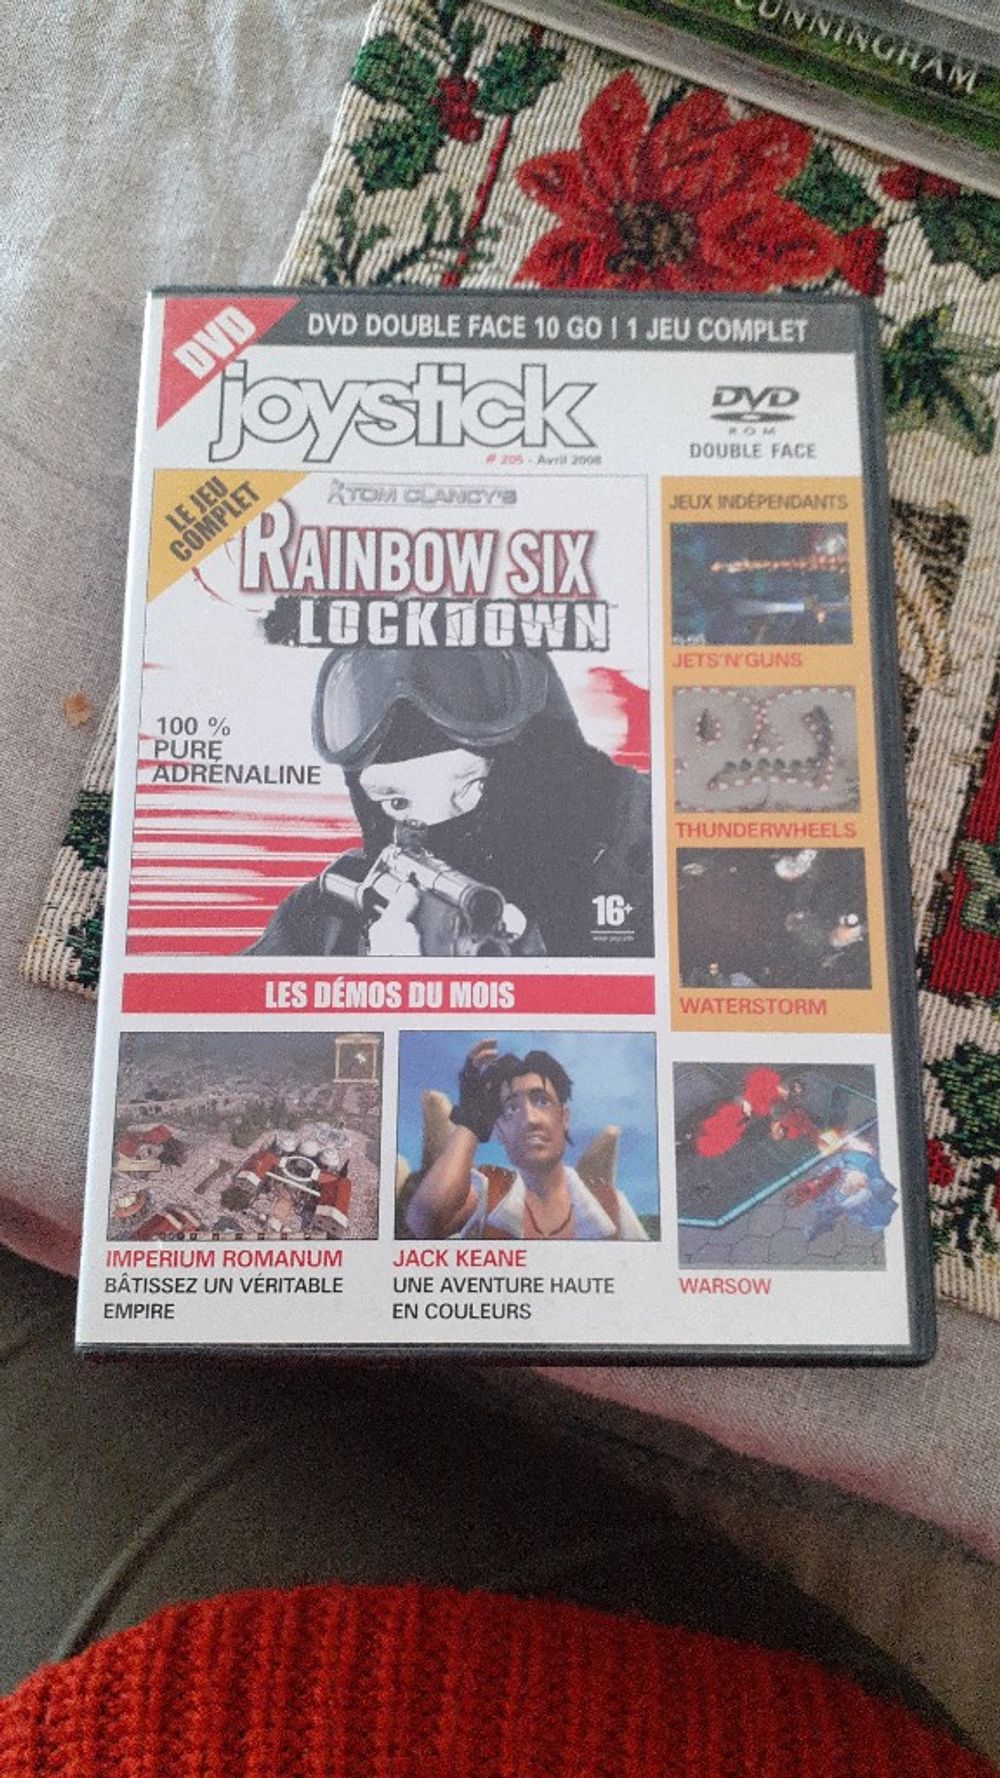 CUNNINGHAM
DVD
DVD DOUBLE FACE 10 GO | 1 JEU COMPLET
joystick
# 205 - Avril 2008
DVD
ROM
DOUBLE FACE
LE JEU
COMPLET
TOM CLANCY'S
RAINBOW SIX
LOCKDOWN
100 %
PURE
ADRÉNALINE
16+
JEUX INDÉPENDANTS
JETS'N'GUNS
THUNDERWHEELS
WATERSTORM
LES DÉMOS DU MOIS
IMPERIUM ROMANUM
BÂTISSEZ UN VÉRITABLE
EMPIRE
JACK KEANE
UNE AVENTURE HAUTE
EN COULEURS
WARSOW